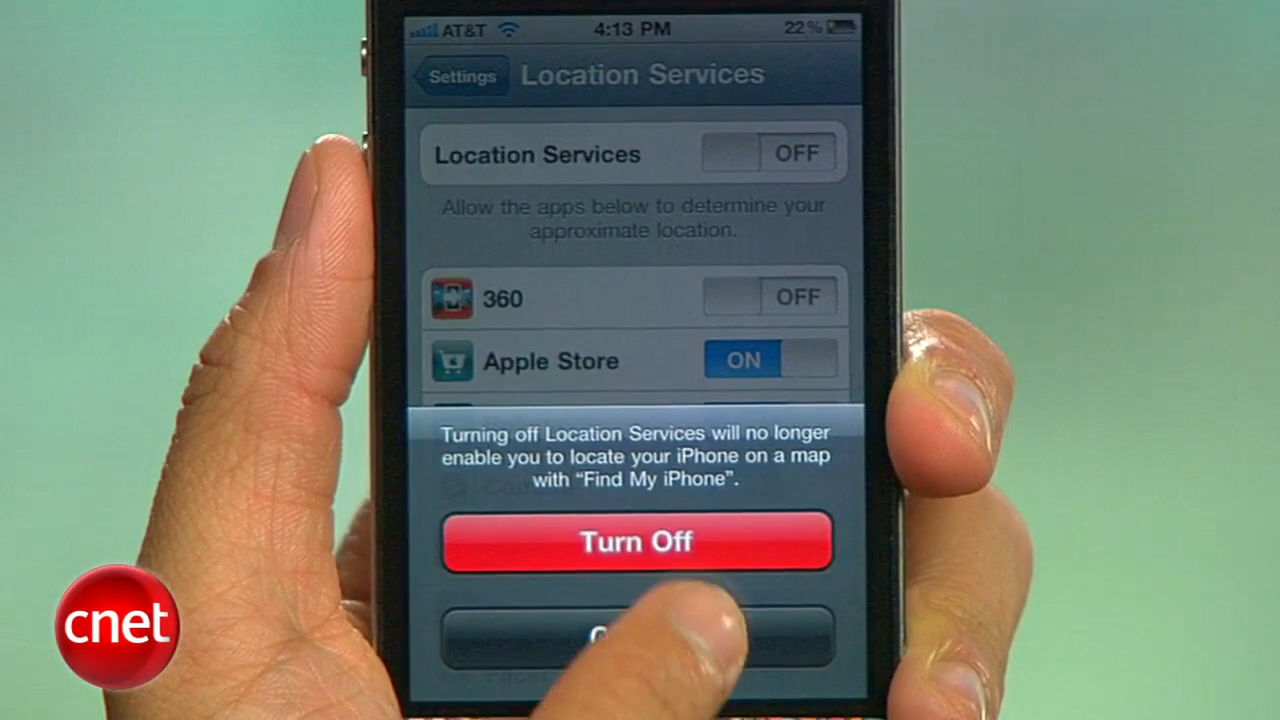 AT&T 4:13 PM 22%
Settings Location Services
Location Services OFF
Allow the apps below to determine your
approximate location.
360 OFF
Apple Store ON
Turning off Location Services will no longer
enable you to locate your iPhone on a map
with “Find My iPhone”.
Turn Off
cnet